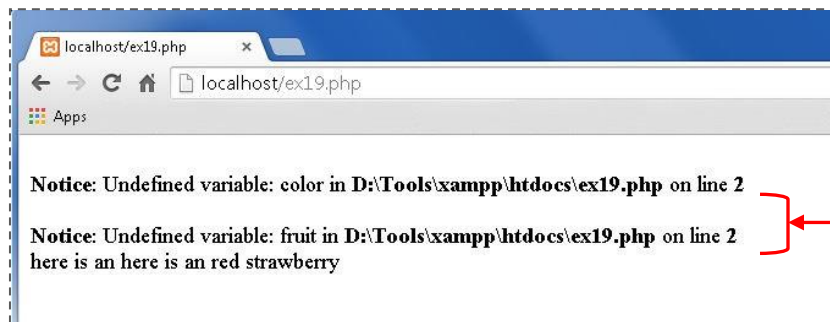 localhost/ex19.php
localhost/ex19.php
Apps
Notice: Undefined variable: color in D:\Tools\xampp\htdocs\ex19.php on line 2
Notice: Undefined variable: fruit in D:\Tools\xampp\htdocs\ex19.php on line 2
here is an here is an red strawberry